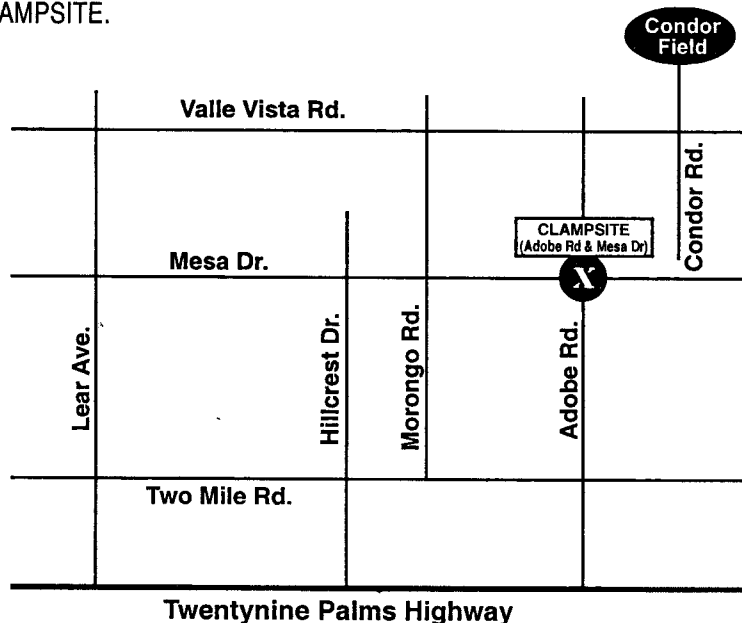 AMPSITE.
Condor
Field
Valle Vista Rd.
Condor Rd.
CLAMPSITE
(Adobe Rd & Mesa Dr)
X
Mesa Dr.
Lear Ave.
Hillcrest Dr.
Morongo Rd.
Adobe Rd.
Two Mile Rd.
Twentynine Palms Highway